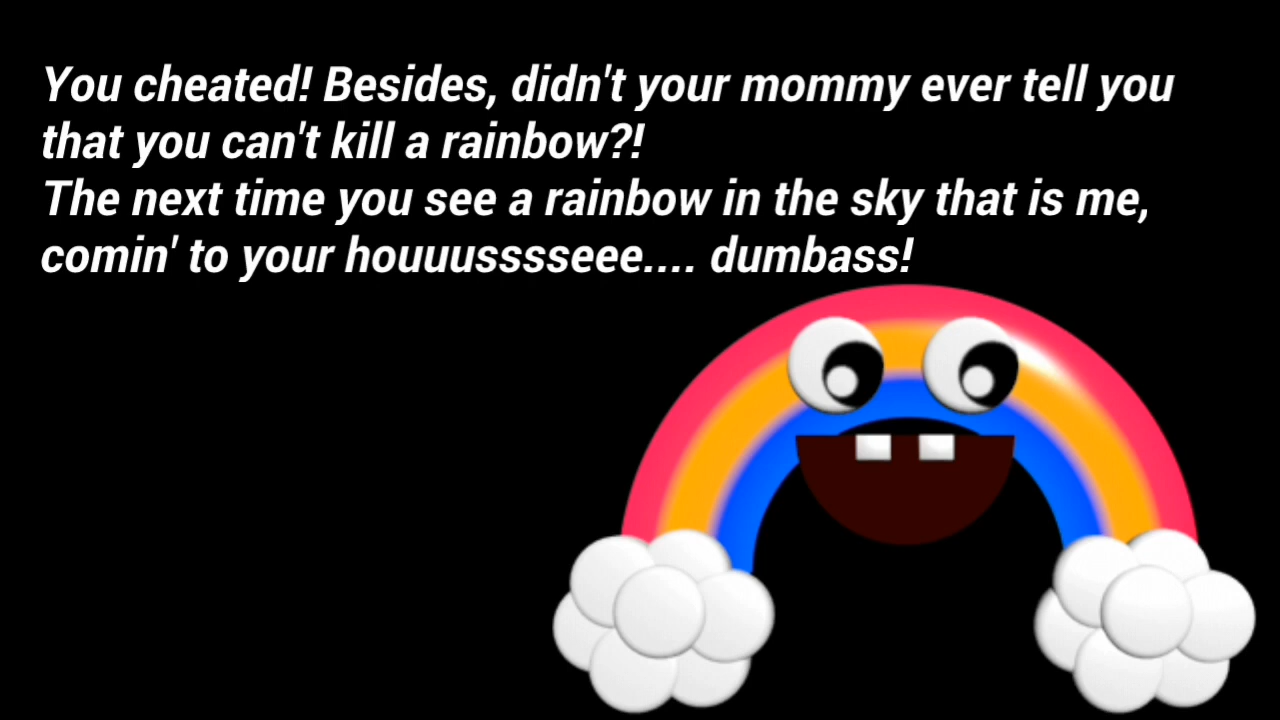 You cheated! Besides, didn't your mommy ever tell you
that you can't kill a rainbow?!
The next time you see a rainbow in the sky that is me,
comin' to your houuusssseee.... dumbass!